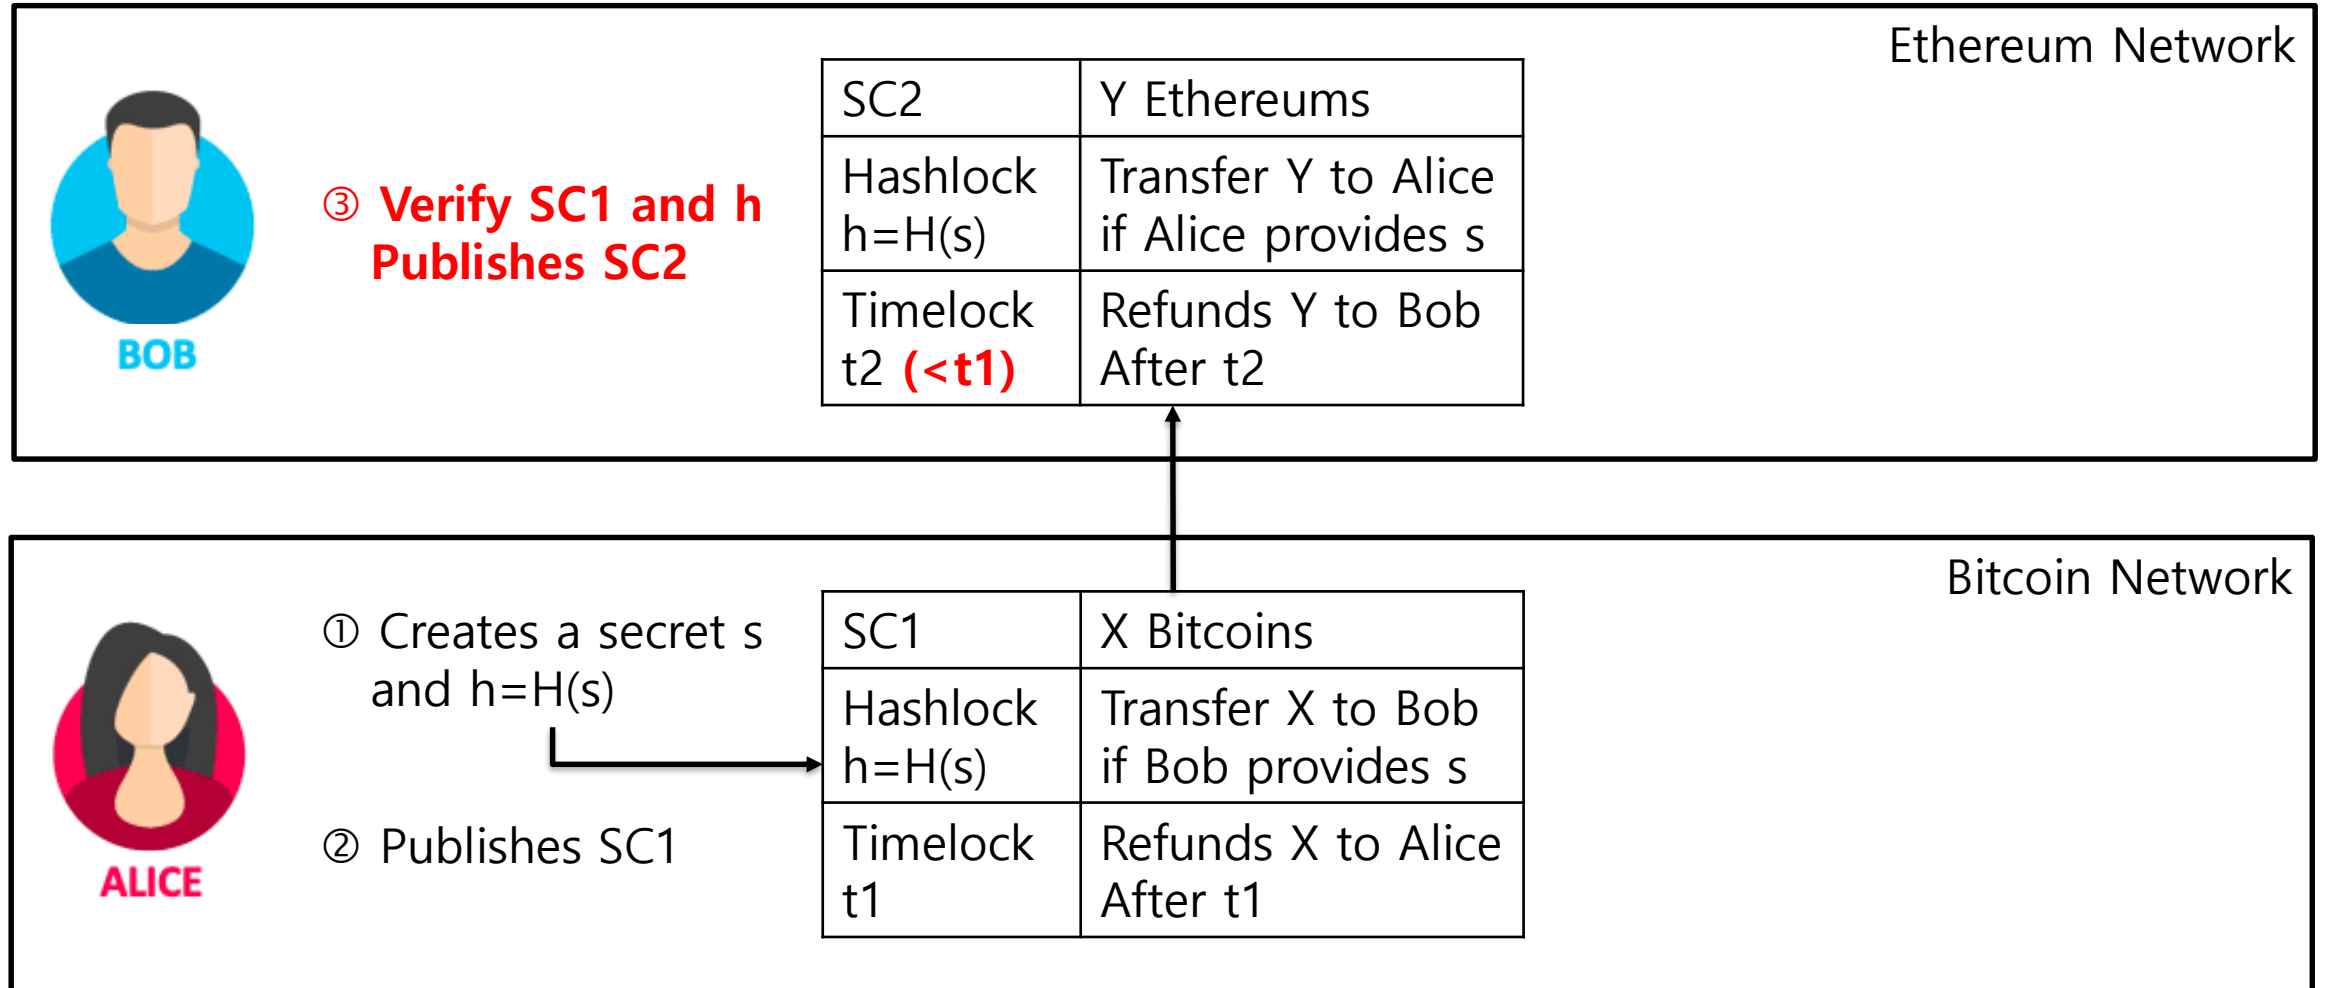 Ethereum Network
BOB
③ Verify SC1 and h
Publishes SC2
SC2
Y Ethereums
Hashlock
h=H(s)
Transfer Y to Alice
if Alice provides s
Timelock
t2 (<t1)
Refunds Y to Bob
After t2
Bitcoin Network
ALICE
① Creates a secret s
and h=H(s)
② Publishes SC1
SC1
X Bitcoins
Hashlock
h=H(s)
Transfer X to Bob
if Bob provides s
Timelock
t1
Refunds X to Alice
After t1